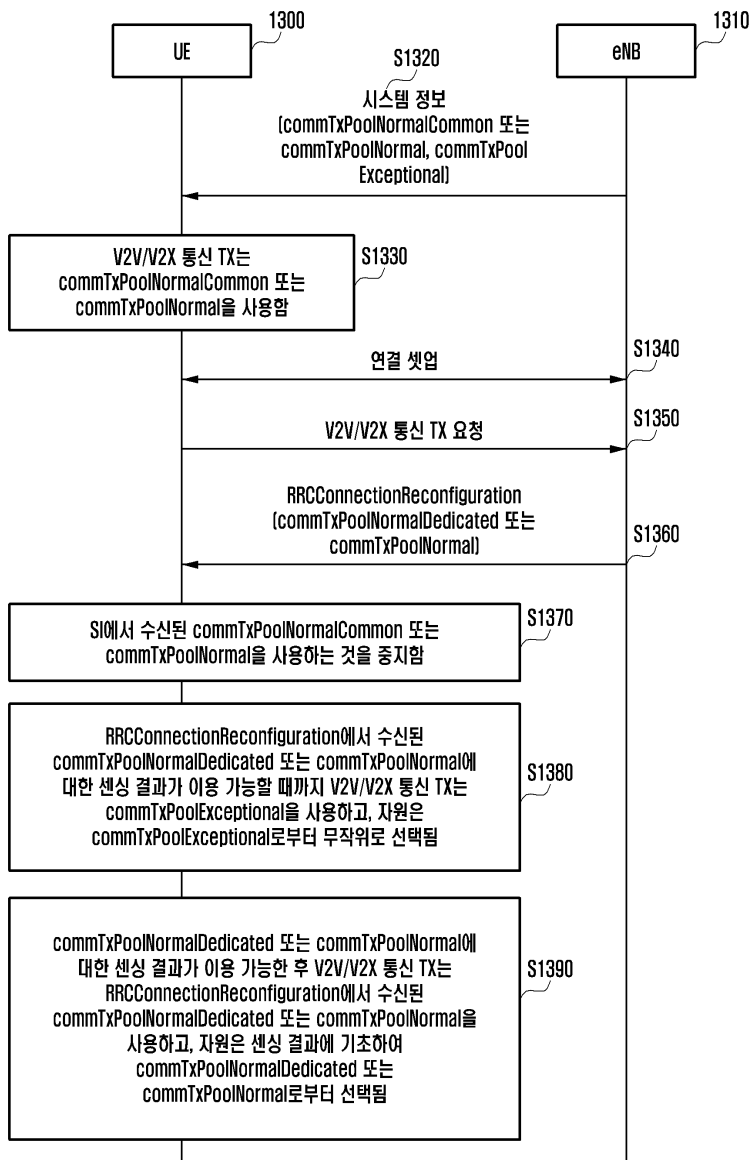 1300
1310
UE
eNB
S1320
시스템 정보
(commTxPoolNormalCommon 또는
commTxPoolNormal, commTxPool
Exceptional)
V2V/V2X 통신 TX는
commTxPoolNormalCommon 또는
commTxPoolNormal을 사용함
S1330
연결 셋업
S1340
V2V/V2X 통신 TX 요청
S1350
RRCConnectionReconfiguration
(commTxPoolNormalDedicated 또는
commTxPoolNormal)
S1360
SI에서 수신된 commTxPoolNormalCommon 또는
commTxPoolNormal을 사용하는 것을 중지함
S1370
RRCConnectionReconfiguration에서 수신된
commTxPoolNormalDedicated 또는 commTxPoolNormal에
대한 센싱 결과가 이용 가능할 때까지 V2V/V2X 통신 TX는
commTxPoolExceptional을 사용하고, 자원은
commTxPoolExceptional로부터 무작위로 선택됨
S1380
commTxPoolNormalDedicated 또는 commTxPoolNormal에
대한 센싱 결과가 이용 가능한 후 V2V/V2X 통신 TX는
RRCConnectionReconfiguration에서 수신된
commTxPoolNormalDedicated 또는 commTxPoolNormal을
사용하고, 자원은 센싱 결과에 기초하여
commTxPoolNormalDedicated 또는
commTxPoolNormal로부터 선택됨
S1390